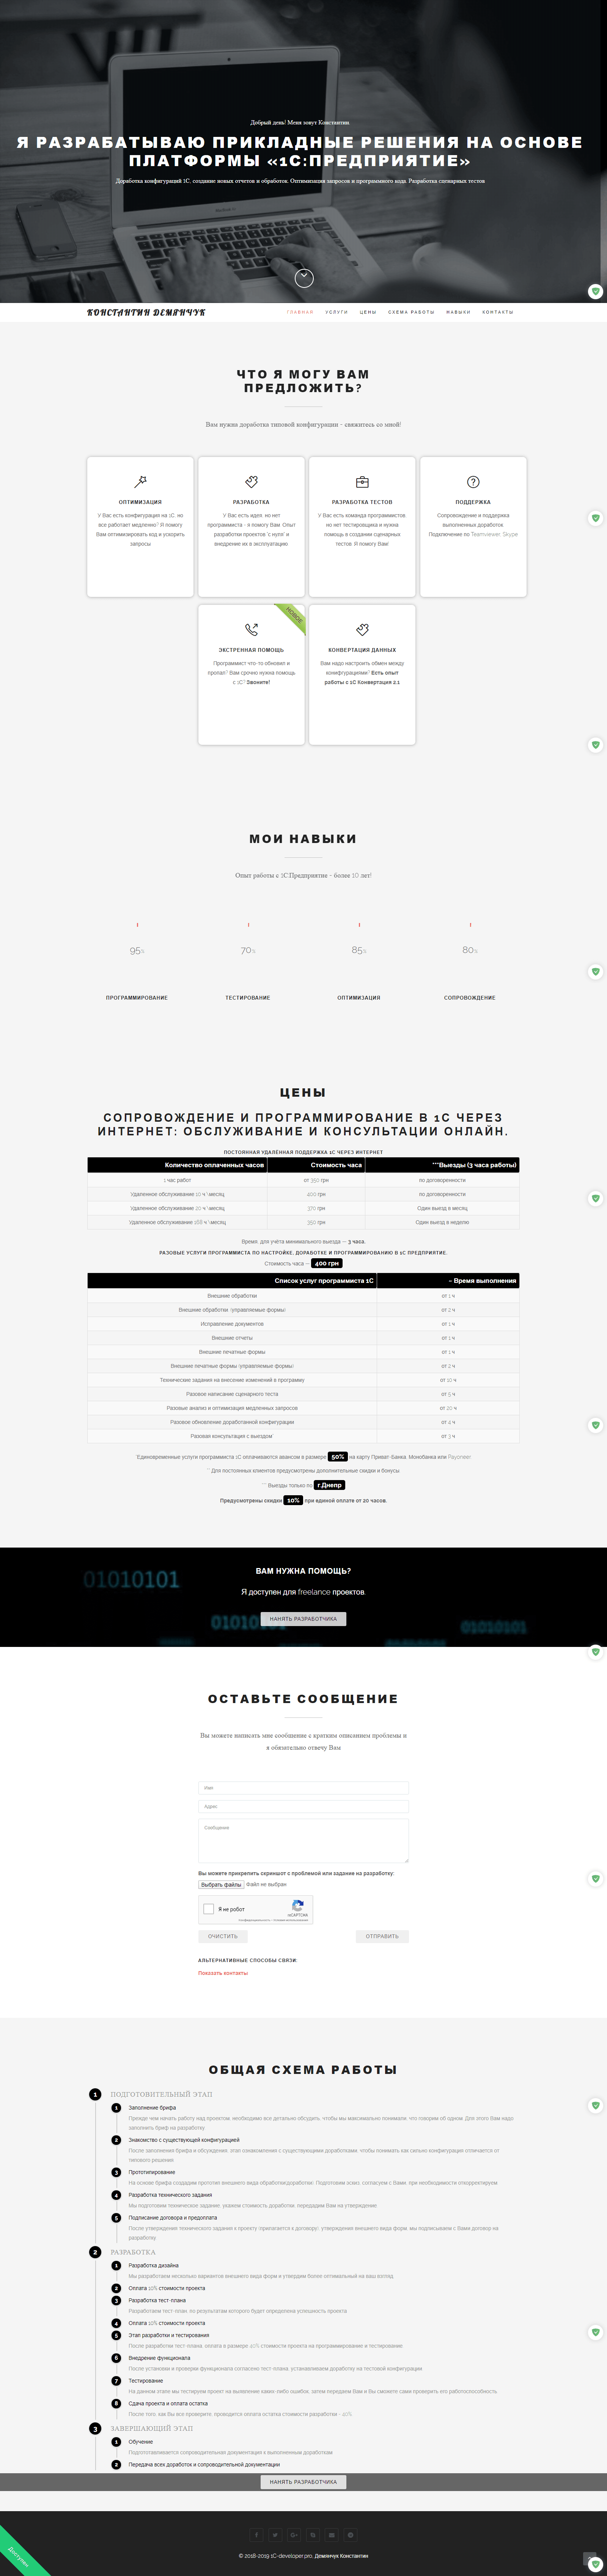 Добрый день! Меня зовут Константин
Я РАЗРАБАТЫВАЮ ПРИКЛАДНЫЕ РЕШЕНИЯ НА ОСНОВЕ
ПЛАТФОРМЫ «1С:ПРЕДПРИЯТИЕ»
Доработка конфигураций 1С, создание новых отчетов и обработок. Оптимизация запросов и программного кода. Разработка сценарных тестов
КОНСТАНТИН ДЕМЯНЧУК
ГЛАВНАЯ УСЛУГИ ЦЕНЫ СХЕМА РАБОТЫ НАВЫКИ КОНТАКТЫ
ЧТО Я МОГУ ВАМ
ПРЕДЛОЖИТЬ?
Вам нужна доработка типовой конфигурации - свяжитесь со мной!
ОПТИМИЗАЦИЯ
У Вас есть конфигурация на 1С, но
все работает медленно? Я помогу
Вам оптимизировать код и ускорить
запросы
РАЗРАБОТКА
У Вас есть идея, но нет
программиста - я помогу Вам. Опыт
разработки проектов "с нуля" и
внедрение их в эксплуатацию
РАЗРАБОТКА ТЕСТОВ
У Вас есть команда программистов,
но нет тестировщика и нужна
помощь в создании сценарных
тестов. Я помогу Вам!
ПОДДЕРЖКА
Сопровождение и поддержка
выполненных доработок.
Подключение по Teamviewer, Skype
НОВОЕ
ЭКСТРЕННАЯ ПОМОЩЬ
Программист что-то обновил и
пропал? Вам срочно нужна помощь
с 1С? Звоните!
КОНВЕРТАЦИЯ ДАННЫХ
Вам надо настроить обмен между
конифгурациями? Есть опыт
работы с 1С Конвертация 2.1
МОИ НАВЫКИ
Опыт работы с 1С:Предприятие - более 10 лет!
95%
70%
85%
80%
ПРОГРАММИРОВАНИЕ
ТЕСТИРОВАНИЕ
ОПТИМИЗАЦИЯ
СОПРОВОЖДЕНИЕ
ЦЕНЫ
СОПРОВОЖДЕНИЕ И ПРОГРАММИРОВАНИЕ В 1С ЧЕРЕЗ
ИНТЕРНЕТ: ОБСЛУЖИВАНИЕ И КОНСУЛЬТАЦИИ ОНЛАЙН.
ПОСТОЯННАЯ УДАЛЁННАЯ ПОДДЕРЖКА 1С ЧЕРЕЗ ИНТЕРНЕТ
Количество оплаченных часов Стоимость часа ***Выезды (3 часа работы)
1 час работ от 350 грн по договоренности
Удаленное обслуживание 10 ч.\месяц 400 грн по договоренности
Удаленное обслуживание 20 ч.\месяц 370 грн Один выезд в месяц
Удаленное обслуживание 168 ч.\месяц 350 грн Один выезд в неделю
Время, для учёта минимального выезда — 3 часа.
РАЗОВЫЕ УСЛУГИ ПРОГРАММИСТА ПО НАСТРОЙКЕ, ДОРАБОТКЕ И ПРОГРАММИРОВАНИЮ В 1С ПРЕДПРИЯТИЕ.
Стоимость часа — 400 грн
Список услуг программиста 1С ~ Время выполнения
Внешние обработки от 1 ч
Внешние обработки (управляемые формы) от 2 ч
Исправление документов от 1 ч
Внешние отчеты от 1 ч
Внешние печатные формы от 1 ч
Внешние печатные формы (управляемые формы) от 2 ч
Технические задания на внесение изменений в программу от 10 ч
Разовое написание сценарного теста от 5 ч
Разовые анализ и оптимизация медленных запросов от 20 ч
Разовое обновление доработанной конфигурации от 4 ч
Разовая консультация с выездом* от 3 ч
*Единовременные услуги программиста 1С оплачиваются авансом в размере 50% на карту Приват-Банка, Монобанка или Payoneer
** Для постоянных клиентов предусмотрены дополнительные скидки и бонусы
*** Выезды только по г.Днепр
Предусмотрены скидки 10% при единой оплате от 20 часов.
01010101
ВАМ НУЖНА ПОМОЩЬ?
Я доступен для freelance проектов
01010101
01010101
НАНЯТЬ РАЗРАБОТЧИКА
ОСТАВЬТЕ СООБЩЕНИЕ
Вы можете написать мне сообщение с кратким описанием проблемы и
я обязательно отвечу Вам
Имя
Адрес
Сообщение
Вы можете прикрепить скриншот с проблемой или задание на разработку:
Выбрать файлы Файл не выбран
Я не робот
reCAPTCHA
Конфиденциальность - Условия использования
ОЧИСТИТЬ ОТПРАВИТЬ
АЛЬТЕРНАТИВНЫЕ СПОСОБЫ СВЯЗИ:
Показать контакты
ОБЩАЯ СХЕМА РАБОТЫ
1 ПОДГОТОВИТЕЛЬНЫЙ ЭТАП
1 Заполнение брифа
Прежде чем начать работу над проектом, необходимо все детально обсудить, чтобы мы максимально понимали, что говорим об одном. Для этого Вам надо
заполнить Бриф на разработку
2 Знакомство с существующей конфигурацией
После заполнения брифа и обсуждения, этап ознакомления с существующими доработками, чтобы понимать как сильно конфигурация отличается от
типового решения.
3 Прототипирование
На основе брифа создадим прототип внешнего вида обработки\доработки\. Подготовим эскиз, согласуем с Вами, при необходимости откорректируем.
4 Разработка технического задания
Мы подготовим техническое задание, укажем стоимость доработки, передадим Вам на утверждение
5 Подписание договора и предоплата
После утверждения технического задания к проекту (прилагается к договору), утверждения внешнего вида форм, мы подписываем с Вами договор на
разработку
2 РАЗРАБОТКА
1 Разработка дизайна
Мы разработаем несколько вариантов внешнего вида форм и утвердим более оптимальный на ваш взгляд
2 Оплата 10% стоимости проекта
3 Разработка тест-плана
Разработаем тест-план, по результатам которого будет определена успешность проекта
4 Оплата 10% стоимости проекта
5 Этап разработки и тестирования
После разработки тест-плана, оплата в размере 40% стоимости проекта на программирование и тестированию
6 Внедрение функционала
После установки и проверки функционала согласно тест-плана, устанавливаем доработку на тестовой конфигурации
7 Тестирование
На данном этапе мы тестируем проект на выявление каких-либо ошибок, затем передаем Вам и Вы сможете сами проверить его работоспособность
8 Сдача проекта и оплата остатка
После того, как Вы все проверите, проводится оплата остатка стоимости разработки - 40%
3 ЗАВЕРШАЮЩИЙ ЭТАП
1 Обучение
Подгототавливается сопроводительная документация к выполненным доработкам
2 Передача всех доработок и сопроводительной документации
НАНЯТЬ РАЗРАБОТЧИКА
© 2018-2019 1C-developer.pro, Демянчук Константин
Доступен